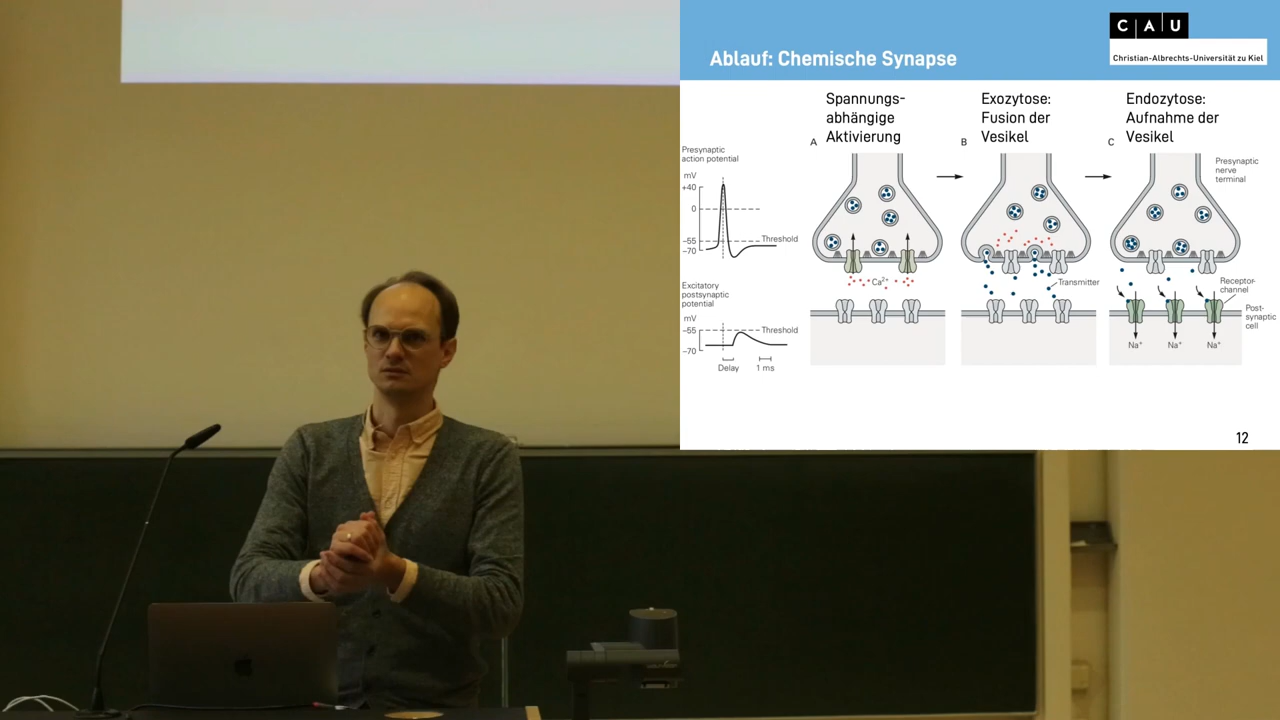 Ablauf: Chemische Synapse
CAU
Christian-Albrechts-Universität zu Kiel
Spannungs-
abhängige
Aktivierung
Exozytose:
Fusion der
Vesikel
Endozytose:
Aufnahme der
Vesikel
A
B
C
Presynaptic
action potential
mV
+40
0
-55
-70
Threshold
Presynaptic
nerve
terminal
Ca²⁺
Transmitter
Receptor-
channel
Post-
synaptic
cell
Na⁺
Na⁺
Na⁺
Excitatory
postsynaptic
potential
mV
-55
-70
Threshold
Delay
1 ms
12